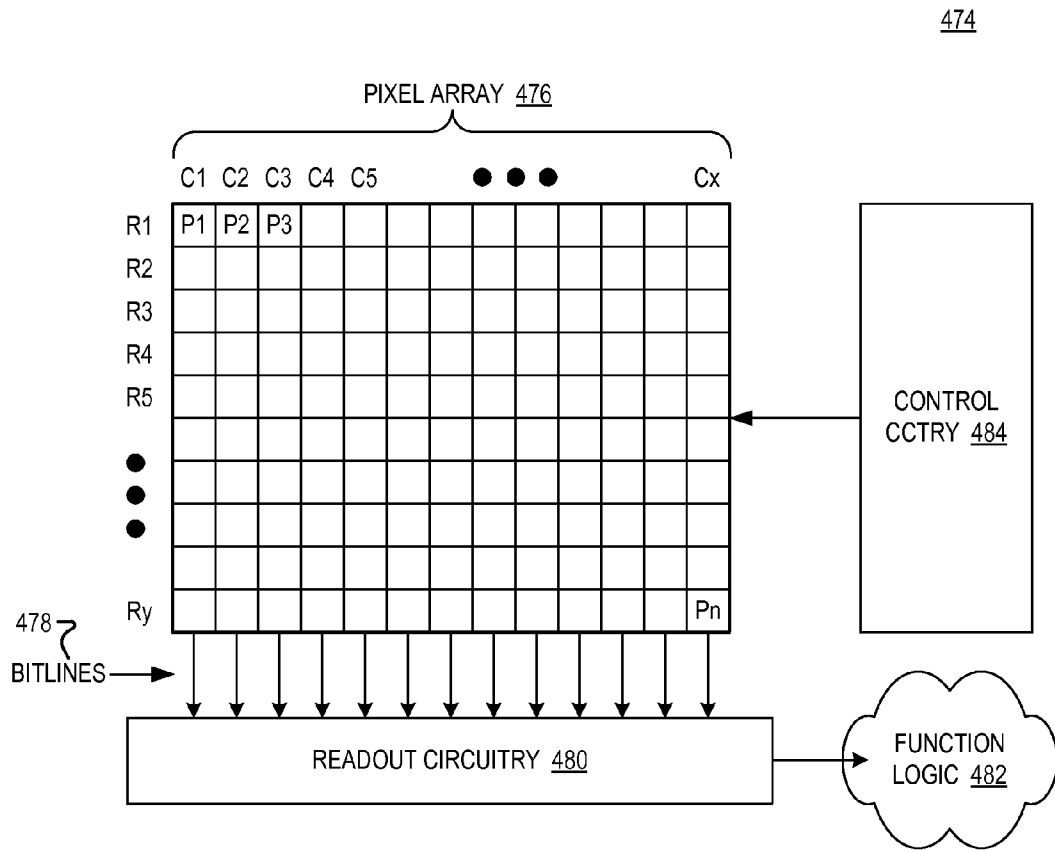 474
PIXEL ARRAY 476
C1 C2 C3 C4 C5 Cx
R1 P1 P2 P3
R2
R3
R4
R5
CONTROL
CCTRY 484
Ry Pn
478
BITLINES
READOUT CIRCUITRY 480
FUNCTION
LOGIC 482